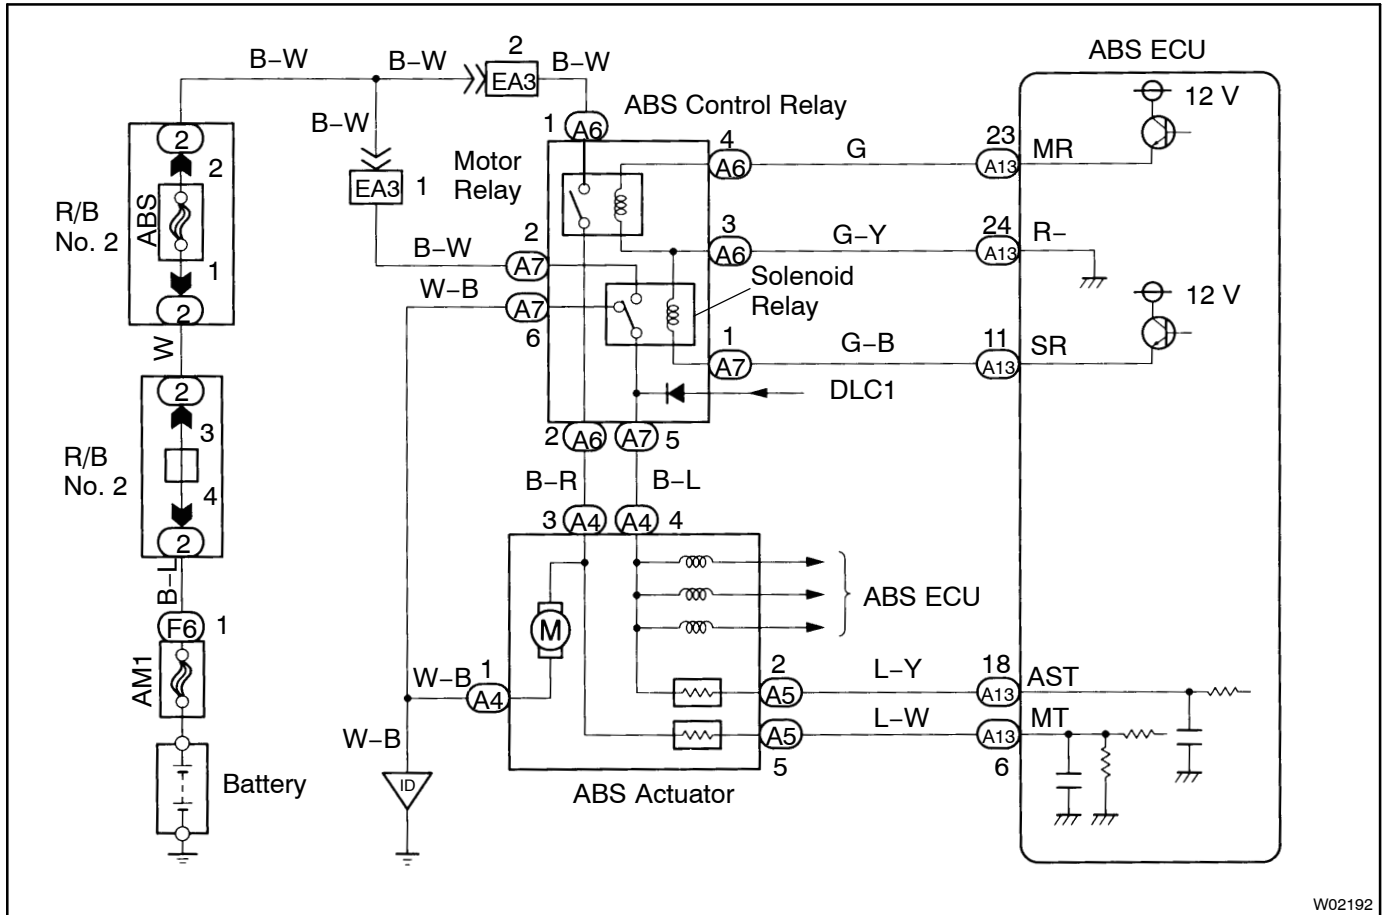 B–W
B–W
2
EA3
B–W
B–W
EA3
1
ABS Control Relay
1
A6
Motor
Relay
ABS ECU
12 V
4
A6
G
23
A13
MR
3
A6
G–Y
24
A13
R–
Solenoid
Relay
12 V
1
A7
G–B
11
A13
SR
DLC1
2
A7
B–W
W–B
A7
6
2
2
ABS
R/B
No. 2
1
2
W
2
3
R/B
No. 2
4
2
B–L
F6
1
AM1
Battery
2
A6
A7
5
B–R
B–L
3
A4
A4
4
ABS ECU
M
W–B
1
A4
2
A5
L–Y
18
A13
AST
A5
5
L–W
A13
6
MT
W–B
ID
ABS Actuator
W02192